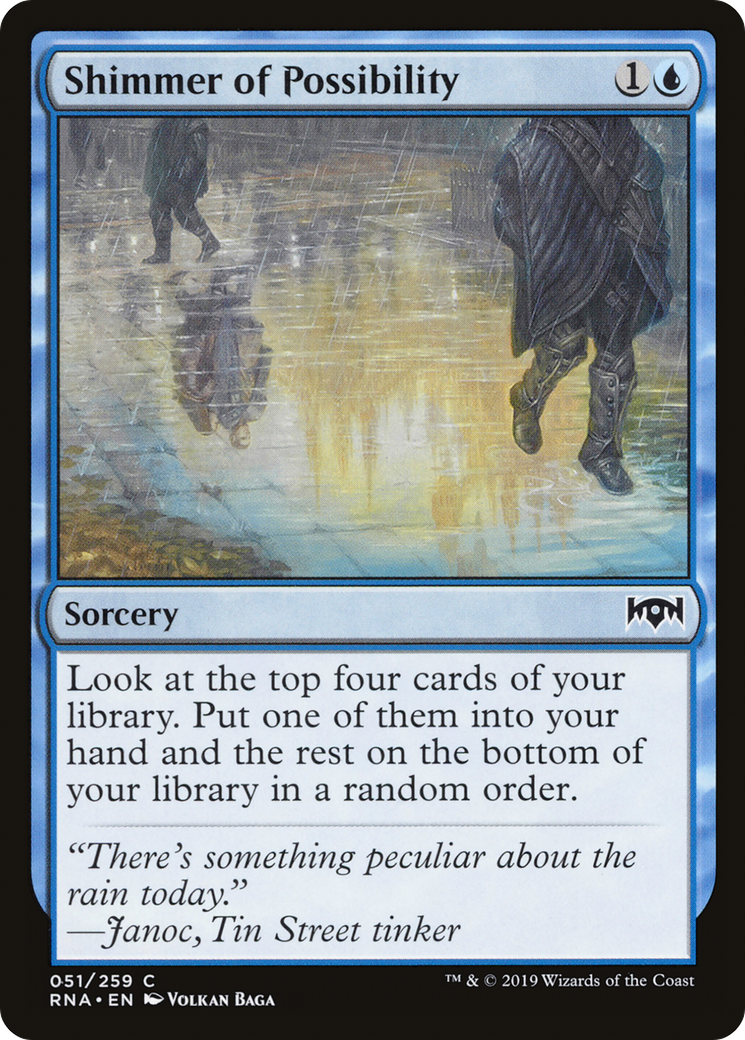 Shimmer of Possibility 1
Sorcery
Look at the top four cards of your
library. Put one of them into your
hand and the rest on the bottom of
your library in a random order.
“There’s something peculiar about the
rain today.”
—Janoc, Tin Street tinker
051/259 C
RNA • EN Volkan Baga
™ & © 2019 Wizards of the Coast